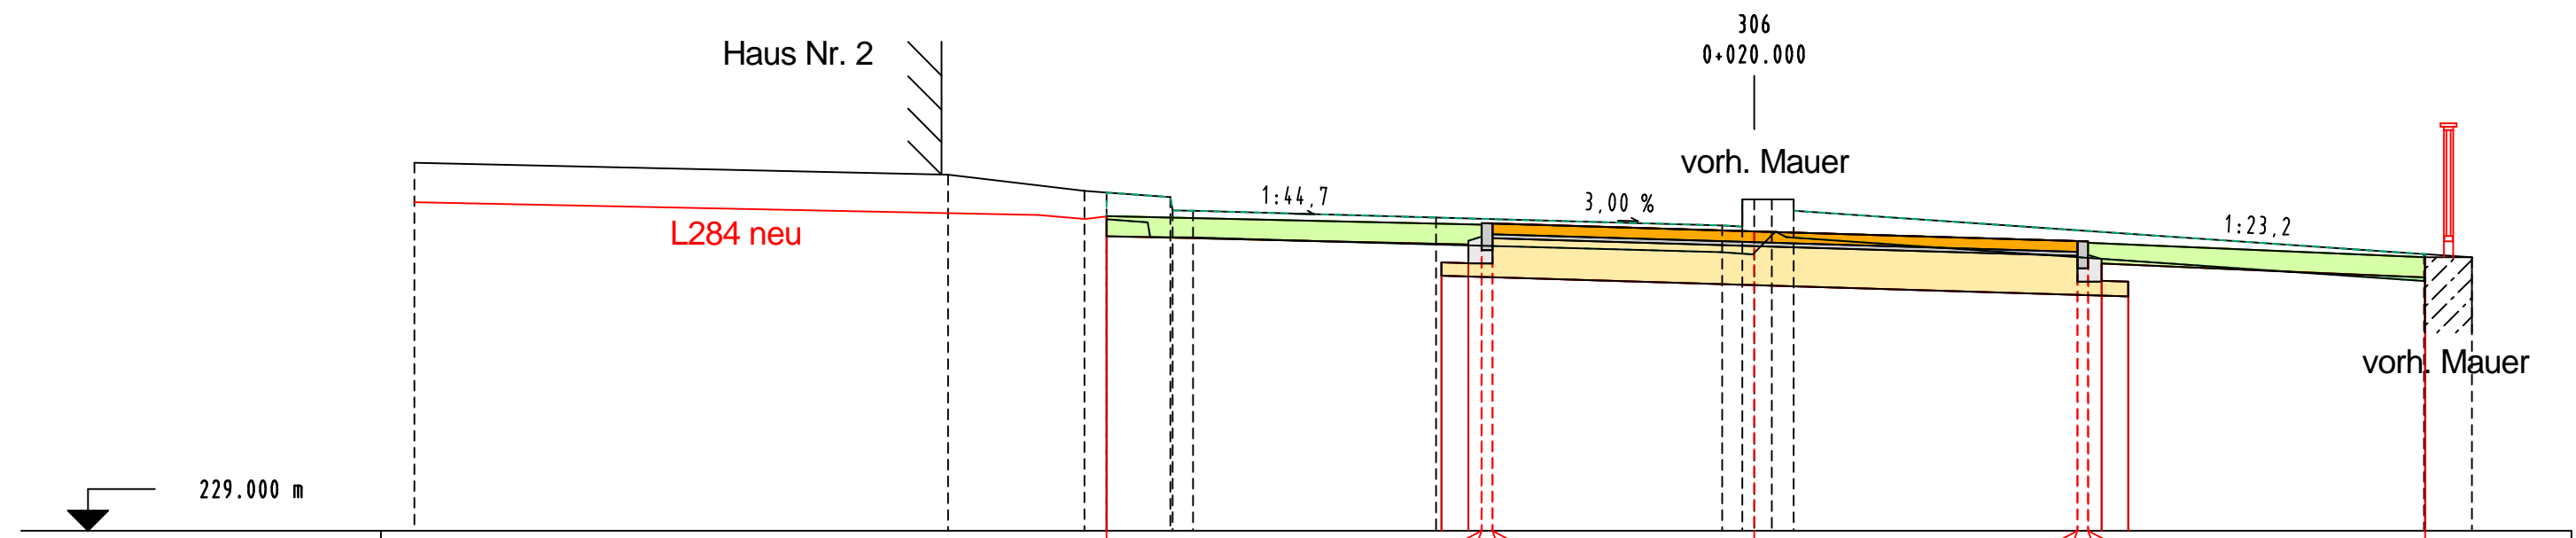 306
0+020.000
Haus Nr. 2
vorh. Mauer
1:44,7
3,00 %
1:23,2
L284 neu
vorh. Mauer
229.000 m